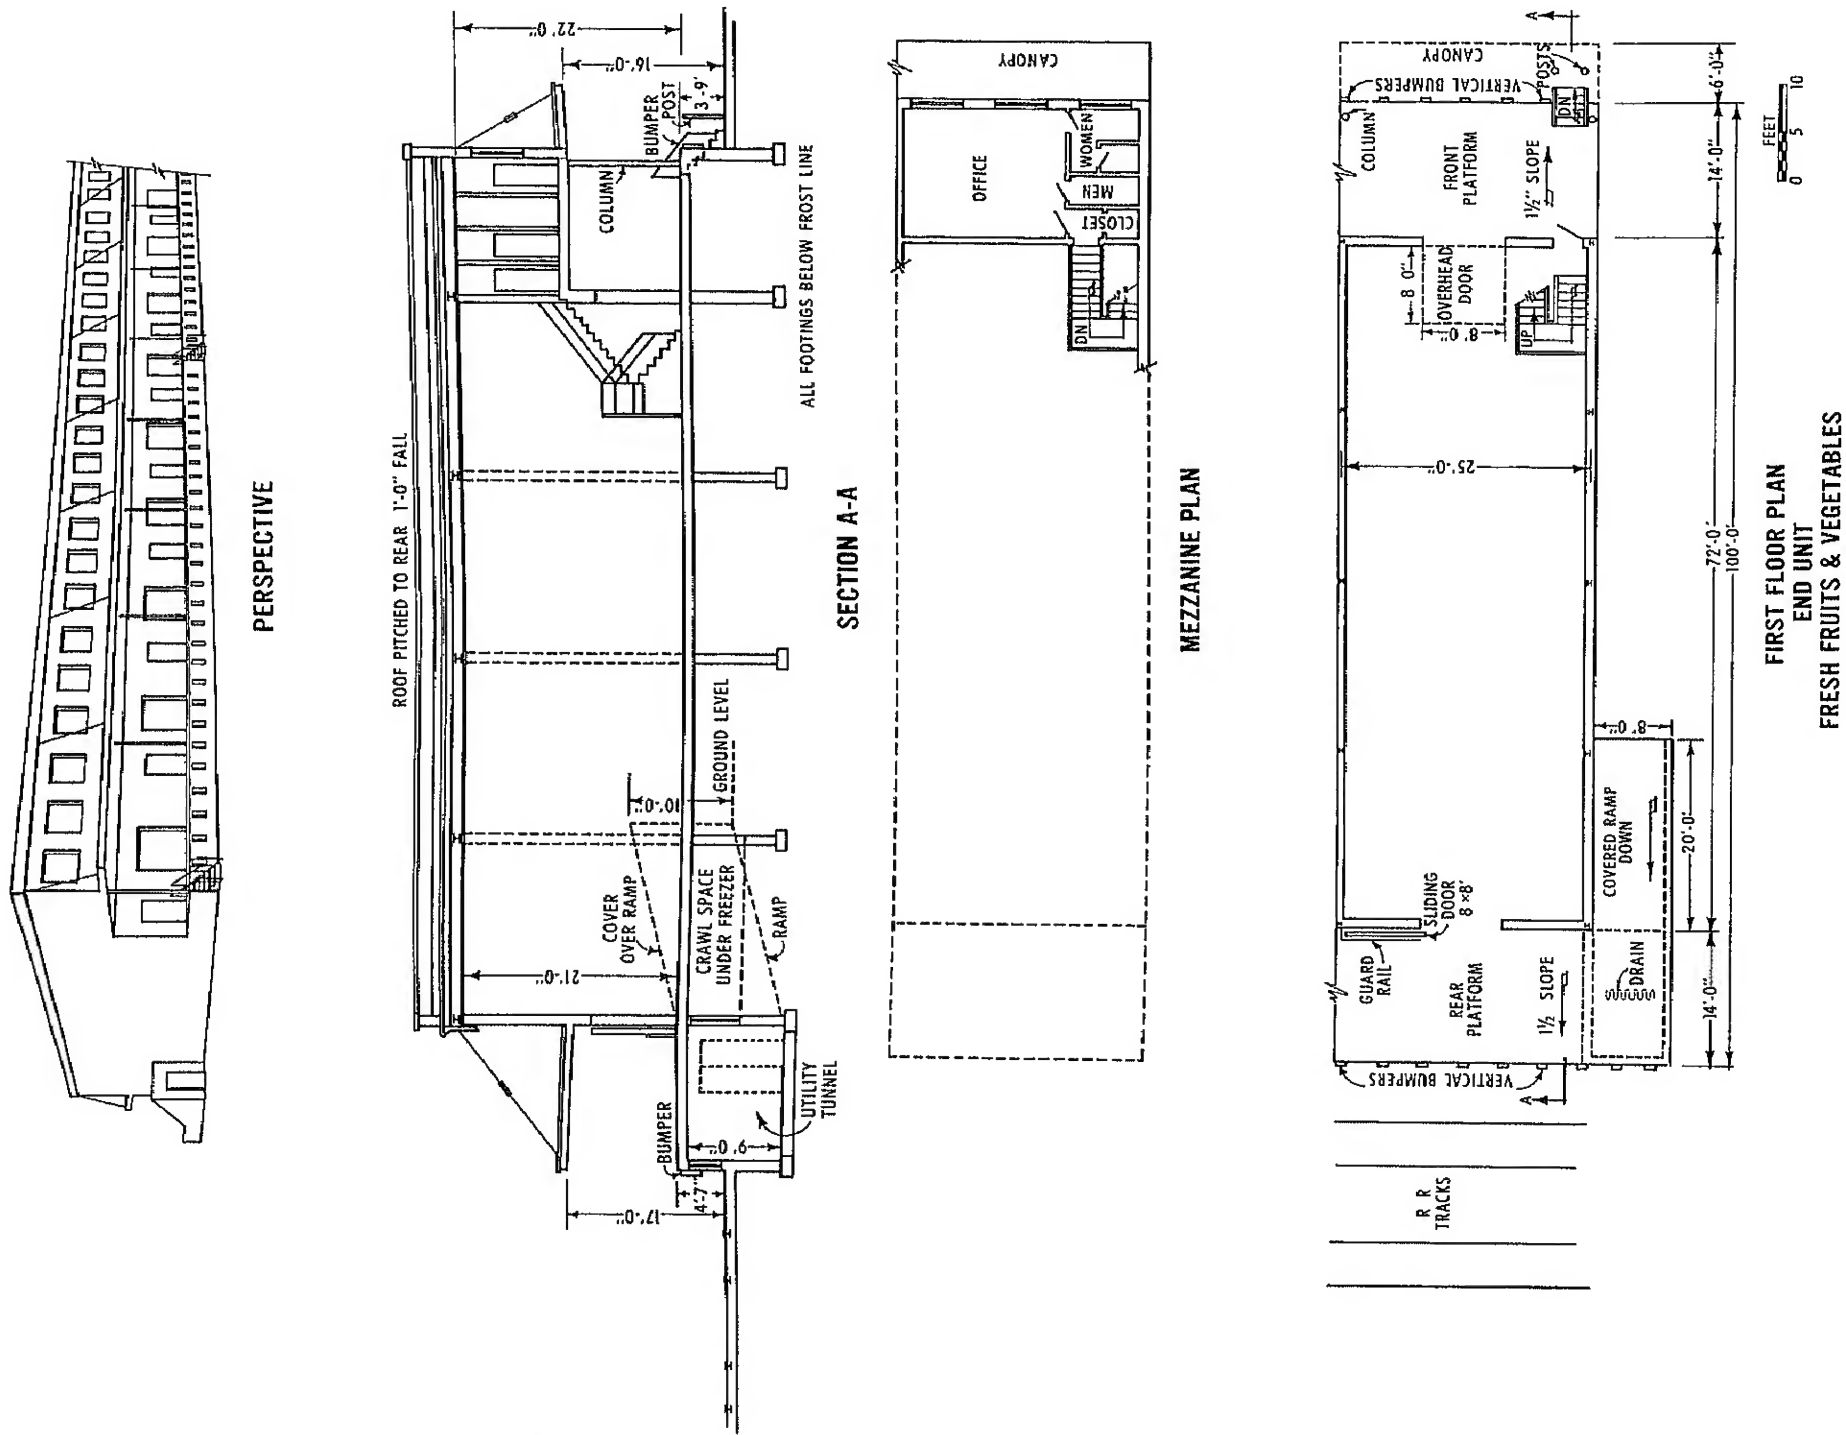 PERSPECTIVE
ROOF PITCHED TO REAR 1'-0" FALL
22'0"
16'-0"
BUMPER
POST
3'-9'
COLUMN
ALL FOOTINGS BELOW FROST LINE
10'-0"
GROUND LEVEL
COVER
OVER RAMP
21'-0"
CRAWL SPACE
UNDER FREEZER
RAMP
BUMPER
9' 0"
UTILITY
TUNNEL
4'-7"
17'-0"
SECTION A-A
CANOPY
OFFICE
WOMEN
MEN
CLOSET
DN
MEZZANINE PLAN
A
CANOPY
VERTICAL BUMPERS
POSTS
DN
COLUMN
FRONT
PLATFORM
1½" SLOPE
6'-0"
14'-0"
FEET
0 5 10
8 0"
OVERHEAD
DOOR
8' 0"
UP
25'-0"
72'-0"
100'-0"
8' 0"
COVERED RAMP
DOWN
20'-0"
SLIDING
DOOR
8 ×8'
GUARD
RAIL
REAR
PLATFORM
1½ SLOPE
DRAIN
14'-0"
VERTICAL BUMPERS
A
R R
TRACKS
FIRST FLOOR PLAN
END UNIT
FRESH FRUITS & VEGETABLES